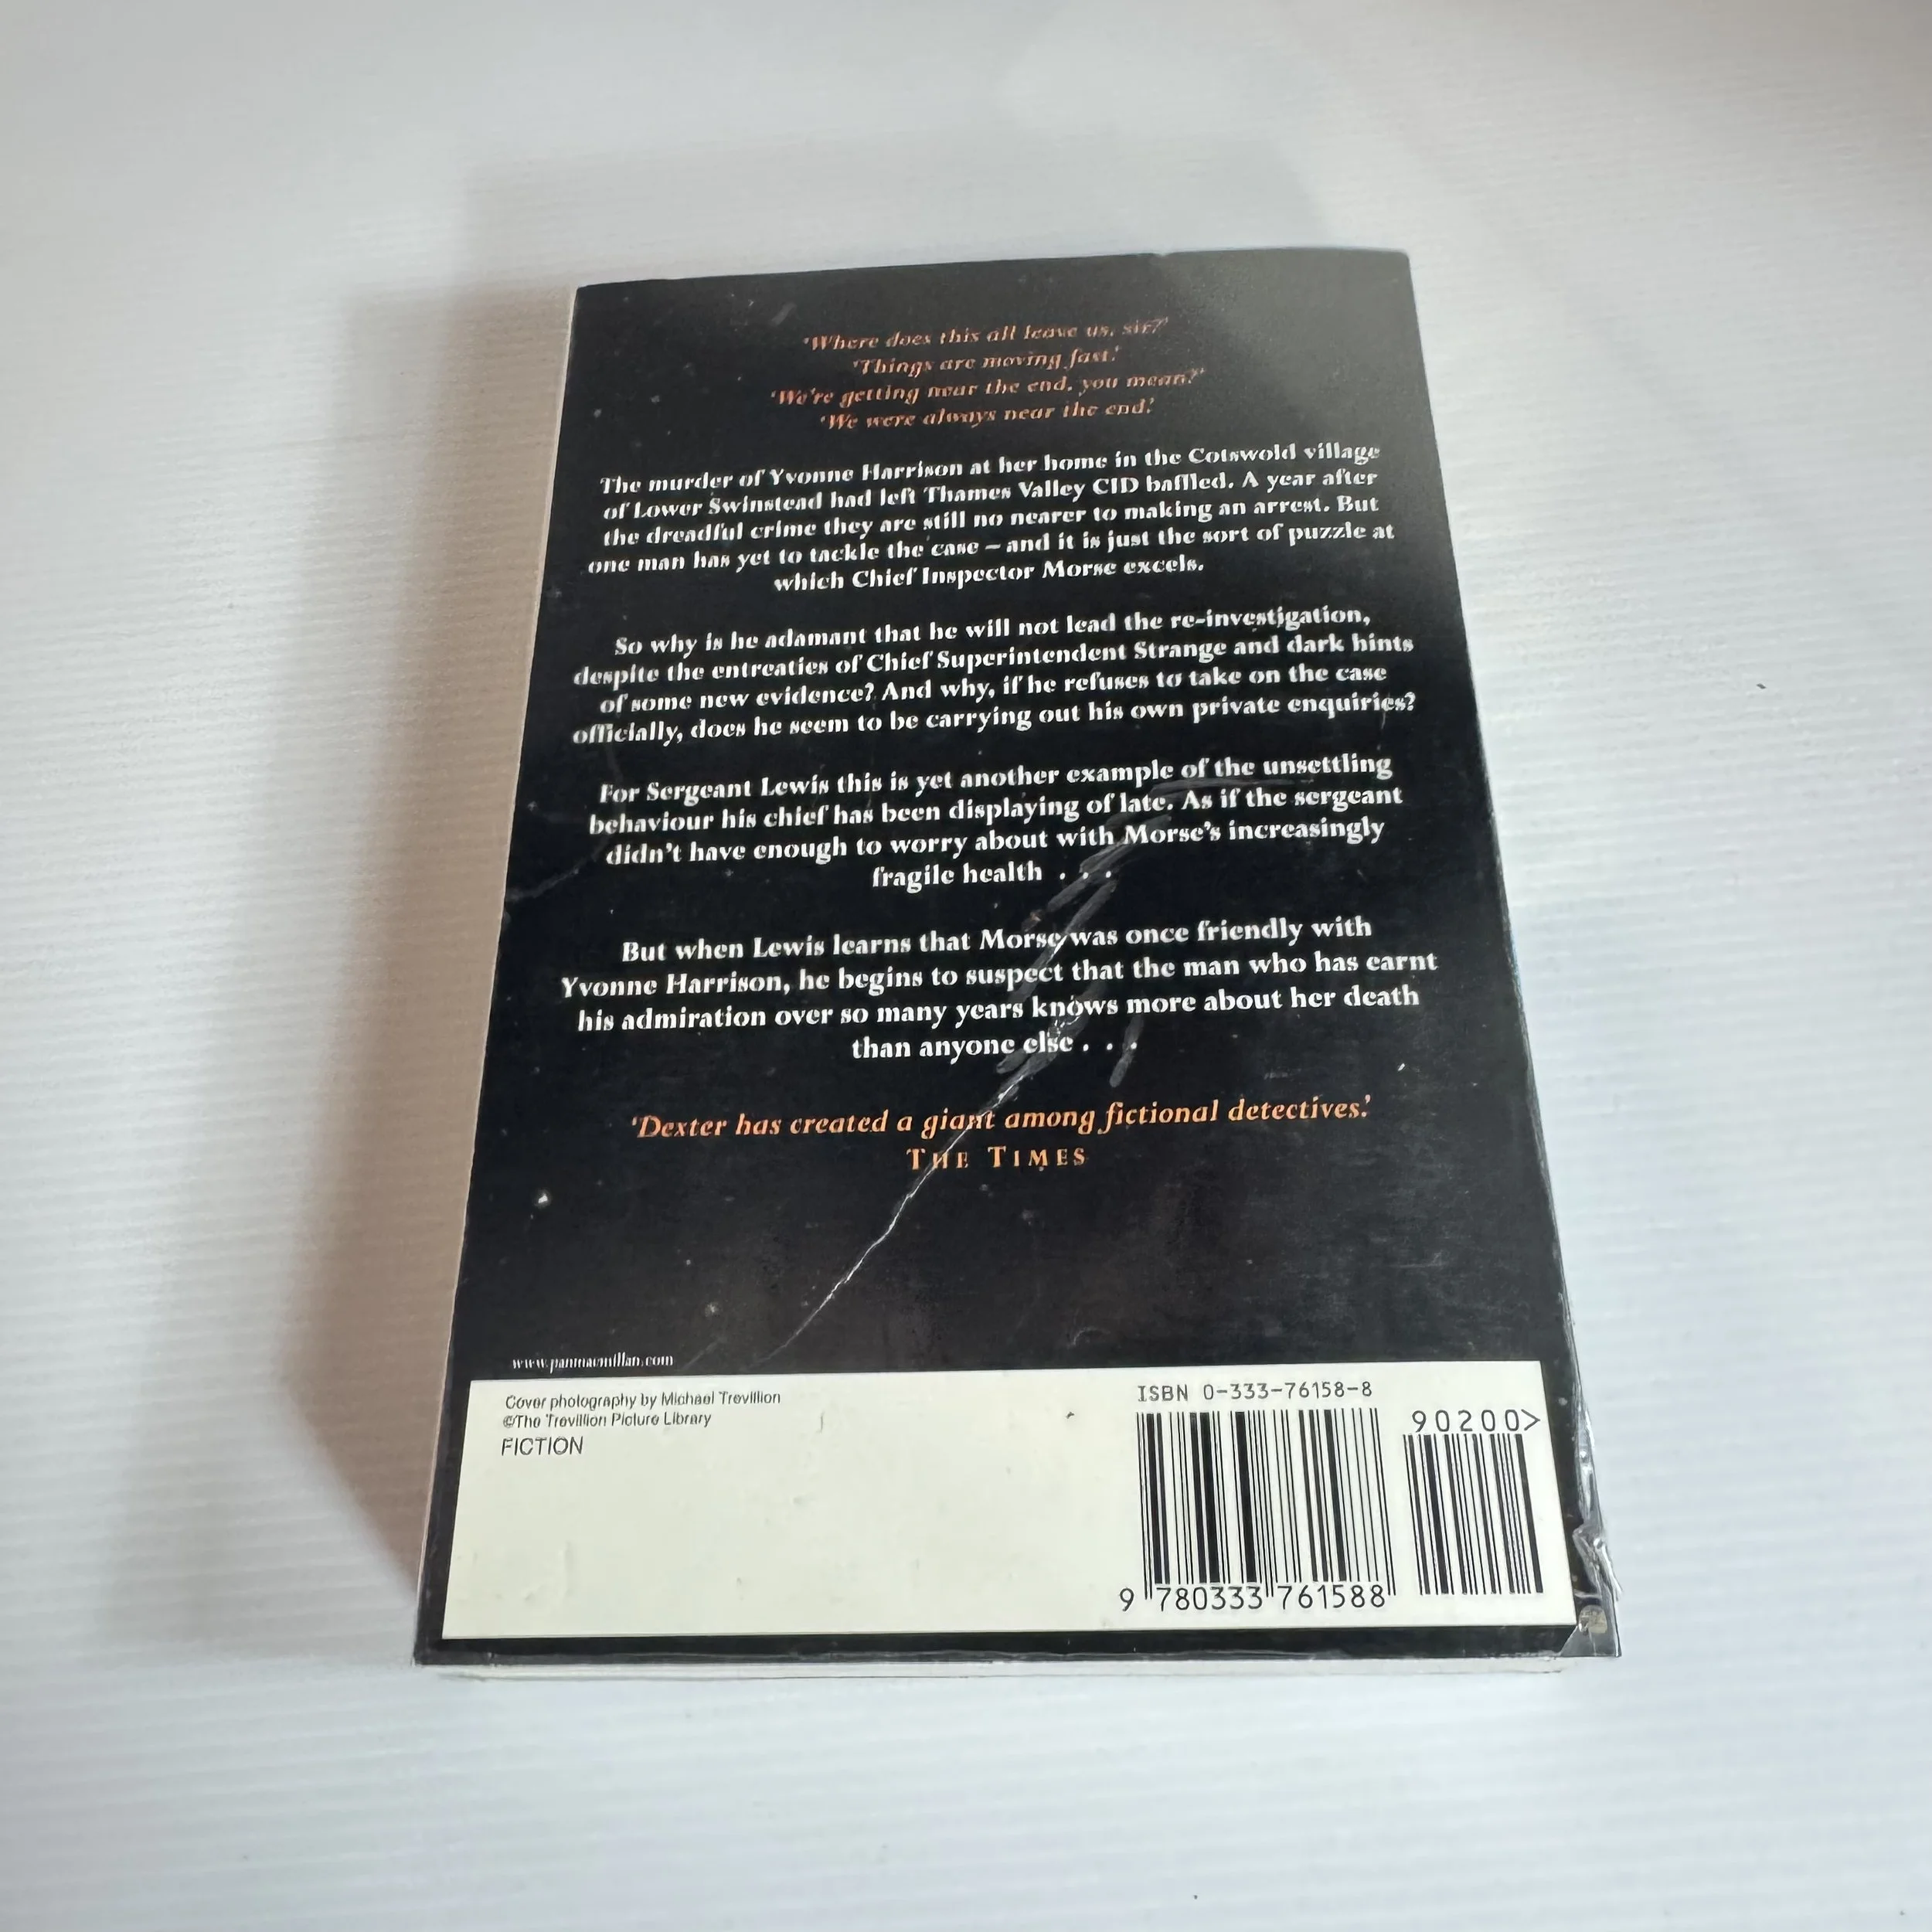 'Where does this all leave us, sir?'
'Things are moving fast.'
'We're getting near the end, you mean?'
'We were always near the end.'
The murder of Yvonne Harrison at her home in the Cotswold village
of Lower Swinstead had left Thames Valley CID baffled. A year after
the dreadful crime they are still no nearer to making an arrest. But
one man has yet to tackle the case – and it is just the sort of puzzle at
which Chief Inspector Morse excels.
So why is he adamant that he will not lead the re-investigation,
despite the entreaties of Chief Superintendent Strange and dark hints
of some new evidence? And why, if he refuses to take on the case
officially, does he seem to be carrying out his own private enquiries?
For Sergeant Lewis this is yet another example of the unsettling
behaviour his chief has been displaying of late. As if the sergeant
didn't have enough to worry about with Morse's increasingly
fragile health . . .
But when Lewis learns that Morse was once friendly with
Yvonne Harrison, he begins to suspect that the man who has earnt
his admiration over so many years knows more about her death
than anyone else . . .
'Dexter has created a giant among fictional detectives.'
THE TIMES
www.panmacmillan.com
Cover photography by Michael Trevillion
©The Trevillion Picture Library
FICTION
ISBN 0-333-76158-8
90200>
9 780333 761588